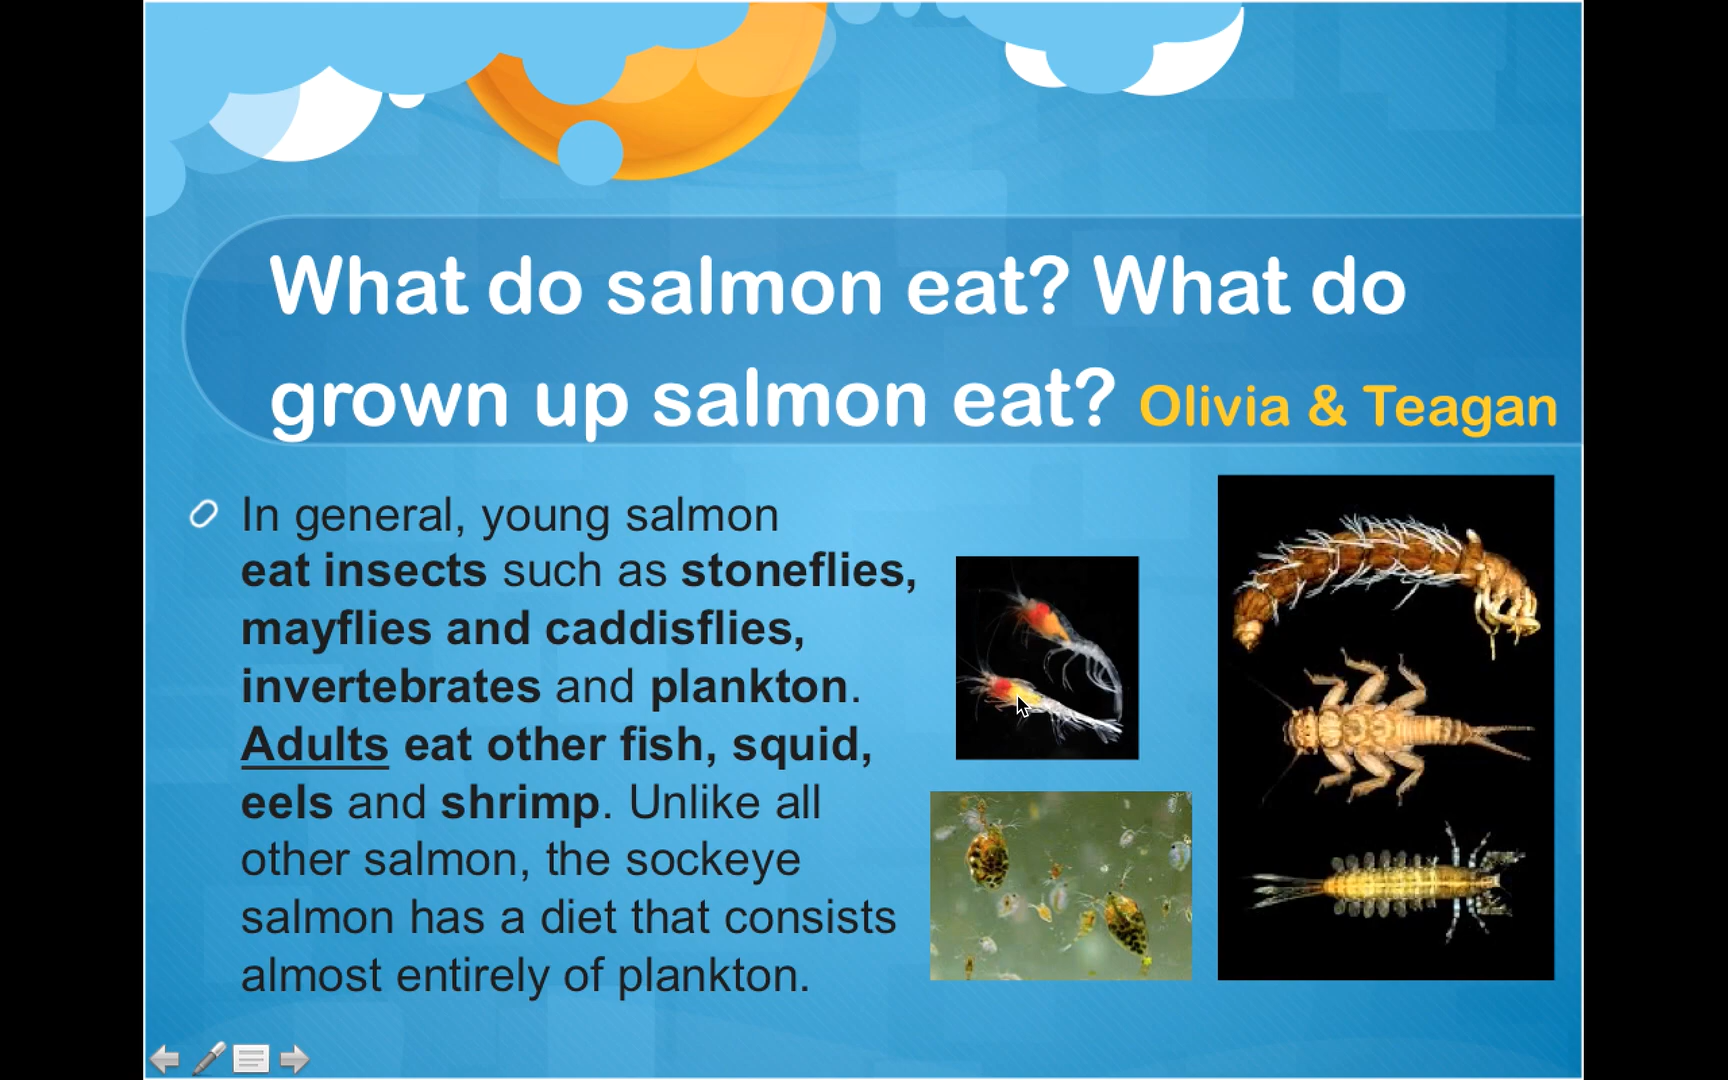 What do salmon eat? What do
grown up salmon eat? Olivia & Teagan
In general, young salmon
eat insects such as stoneflies,
mayflies and caddisflies,
invertebrates and plankton.
Adults eat other fish, squid,
eels and shrimp. Unlike all
other salmon, the sockeye
salmon has a diet that consists
almost entirely of plankton.